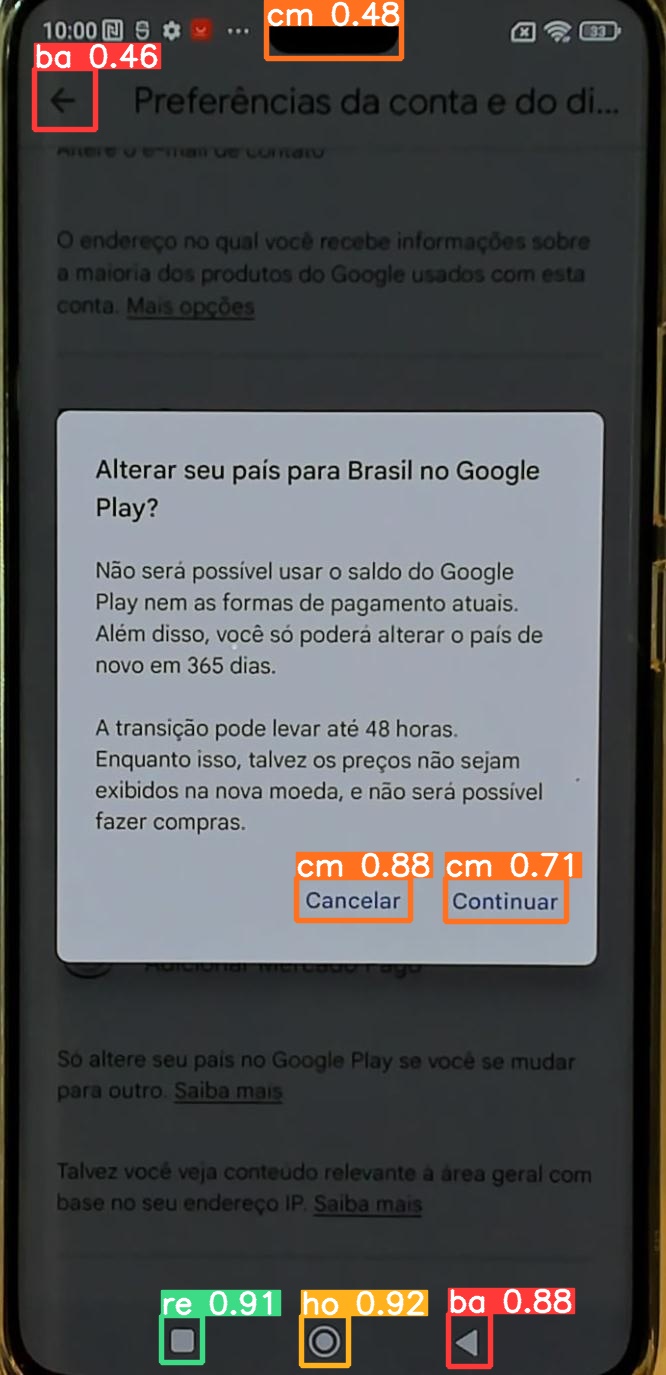 cm 0.48
10:00
33
ba 0.46
Preferências da conta e do di...
Altere o e-mail de contato
O endereço no qual você recebe informações sobre
a maioria dos produtos do Google usados com esta
conta. Mais opções
Alterar seu país para Brasil no Google
Play?
Não será possível usar o saldo do Google
Play nem as formas de pagamento atuais.
Além disso, você só poderá alterar o país de
novo em 365 dias.
A transição pode levar até 48 horas.
Enquanto isso, talvez os preços não sejam
exibidos na nova moeda, e não será possível
fazer compras.
cm 0.88 cm 0.71
Cancelar Continuar
Adicionar Mercado Pago
Só altere seu país no Google Play se você se mudar
para outro. Saiba mais
Talvez você veja conteúdo relevante à área geral com
base no seu endereço IP. Saiba mais
re 0.91 ho 0.92 ba 0.88